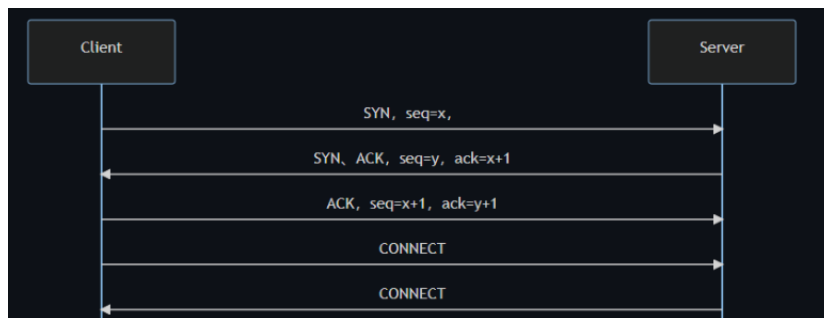 Client
Server
SYN, seq=x,
SYN、ACK, seq=y, ack=x+1
ACK, seq=x+1, ack=y+1
CONNECT
CONNECT